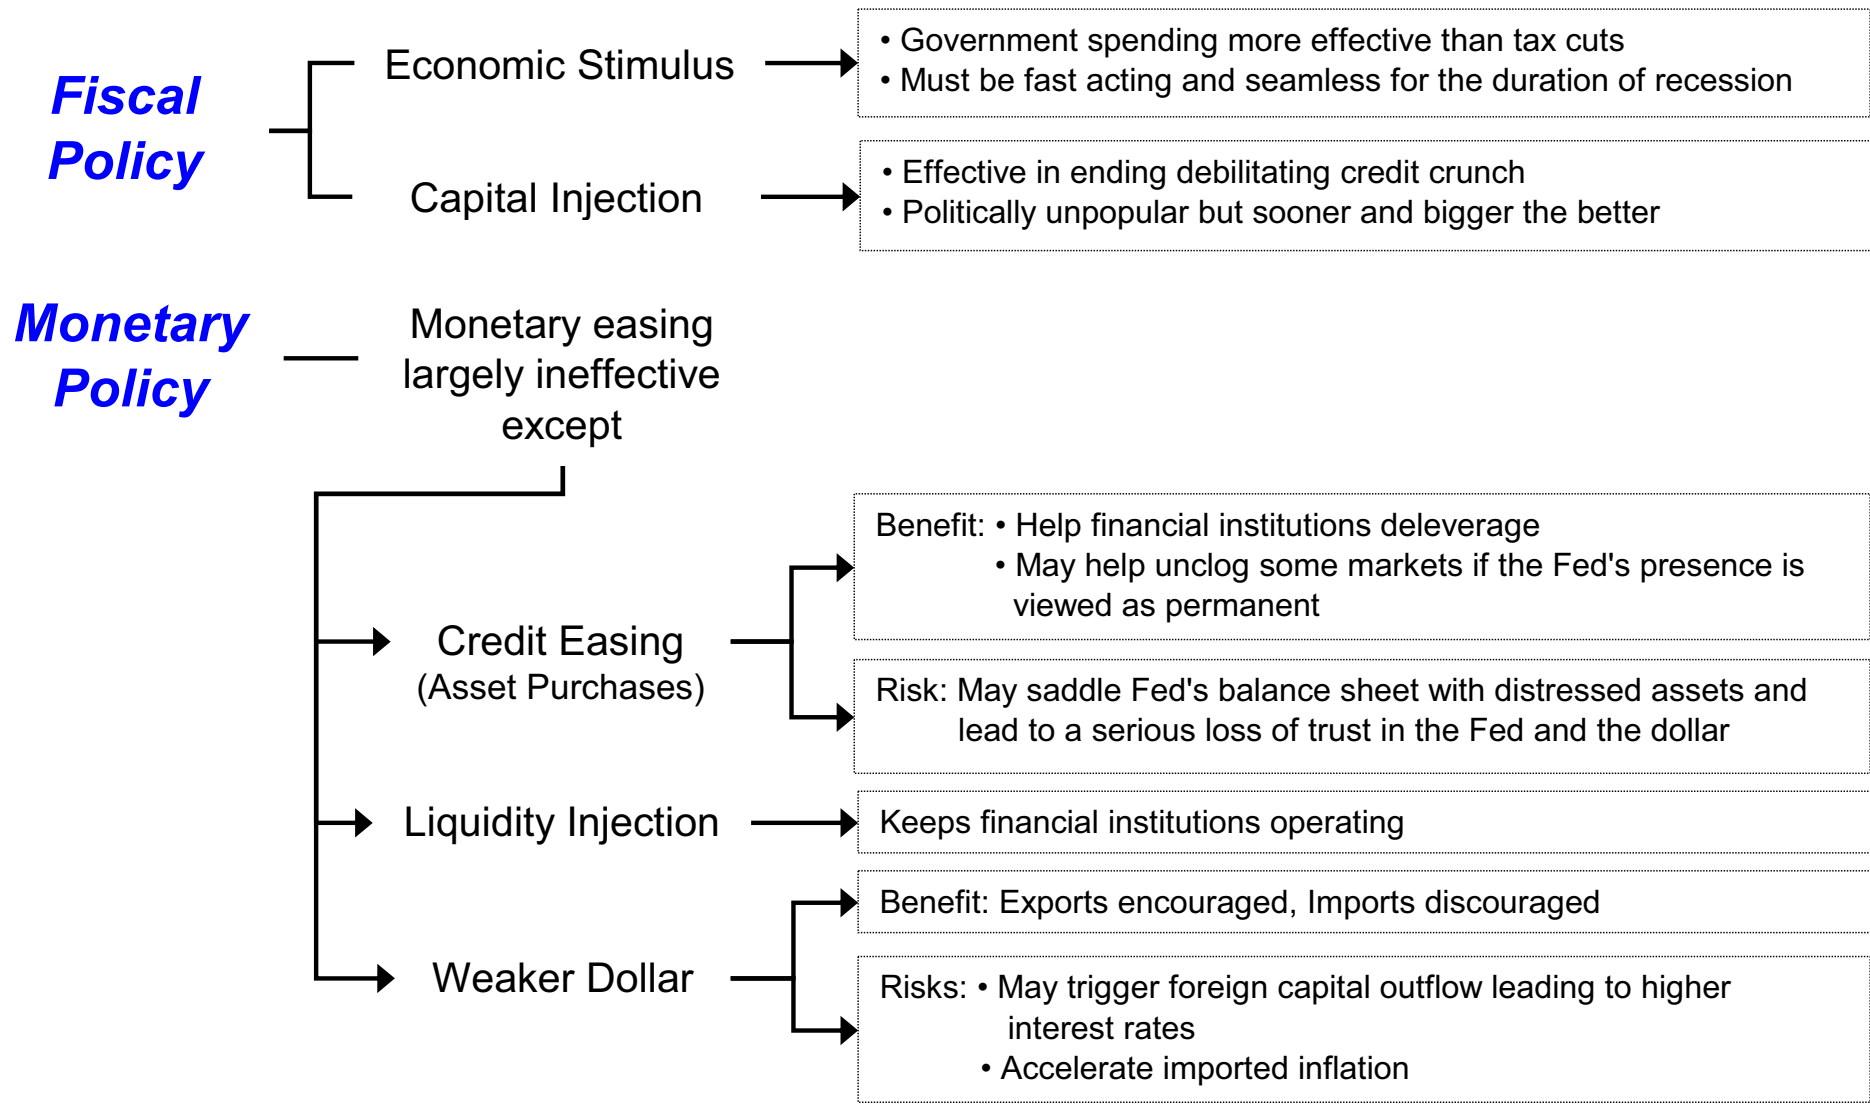 Fiscal
Policy
Economic Stimulus
• Government spending more effective than tax cuts
• Must be fast acting and seamless for the duration of recession
Capital Injection
• Effective in ending debilitating credit crunch
• Politically unpopular but sooner and bigger the better
Monetary
Policy
Monetary easing
largely ineffective
except
Credit Easing
(Asset Purchases)
Benefit: • Help financial institutions deleverage
• May help unclog some markets if the Fed's presence is
viewed as permanent
Risk: May saddle Fed's balance sheet with distressed assets and
lead to a serious loss of trust in the Fed and the dollar
Liquidity Injection
Keeps financial institutions operating
Weaker Dollar
Benefit: Exports encouraged, Imports discouraged
Risks: • May trigger foreign capital outflow leading to higher
interest rates
• Accelerate imported inflation